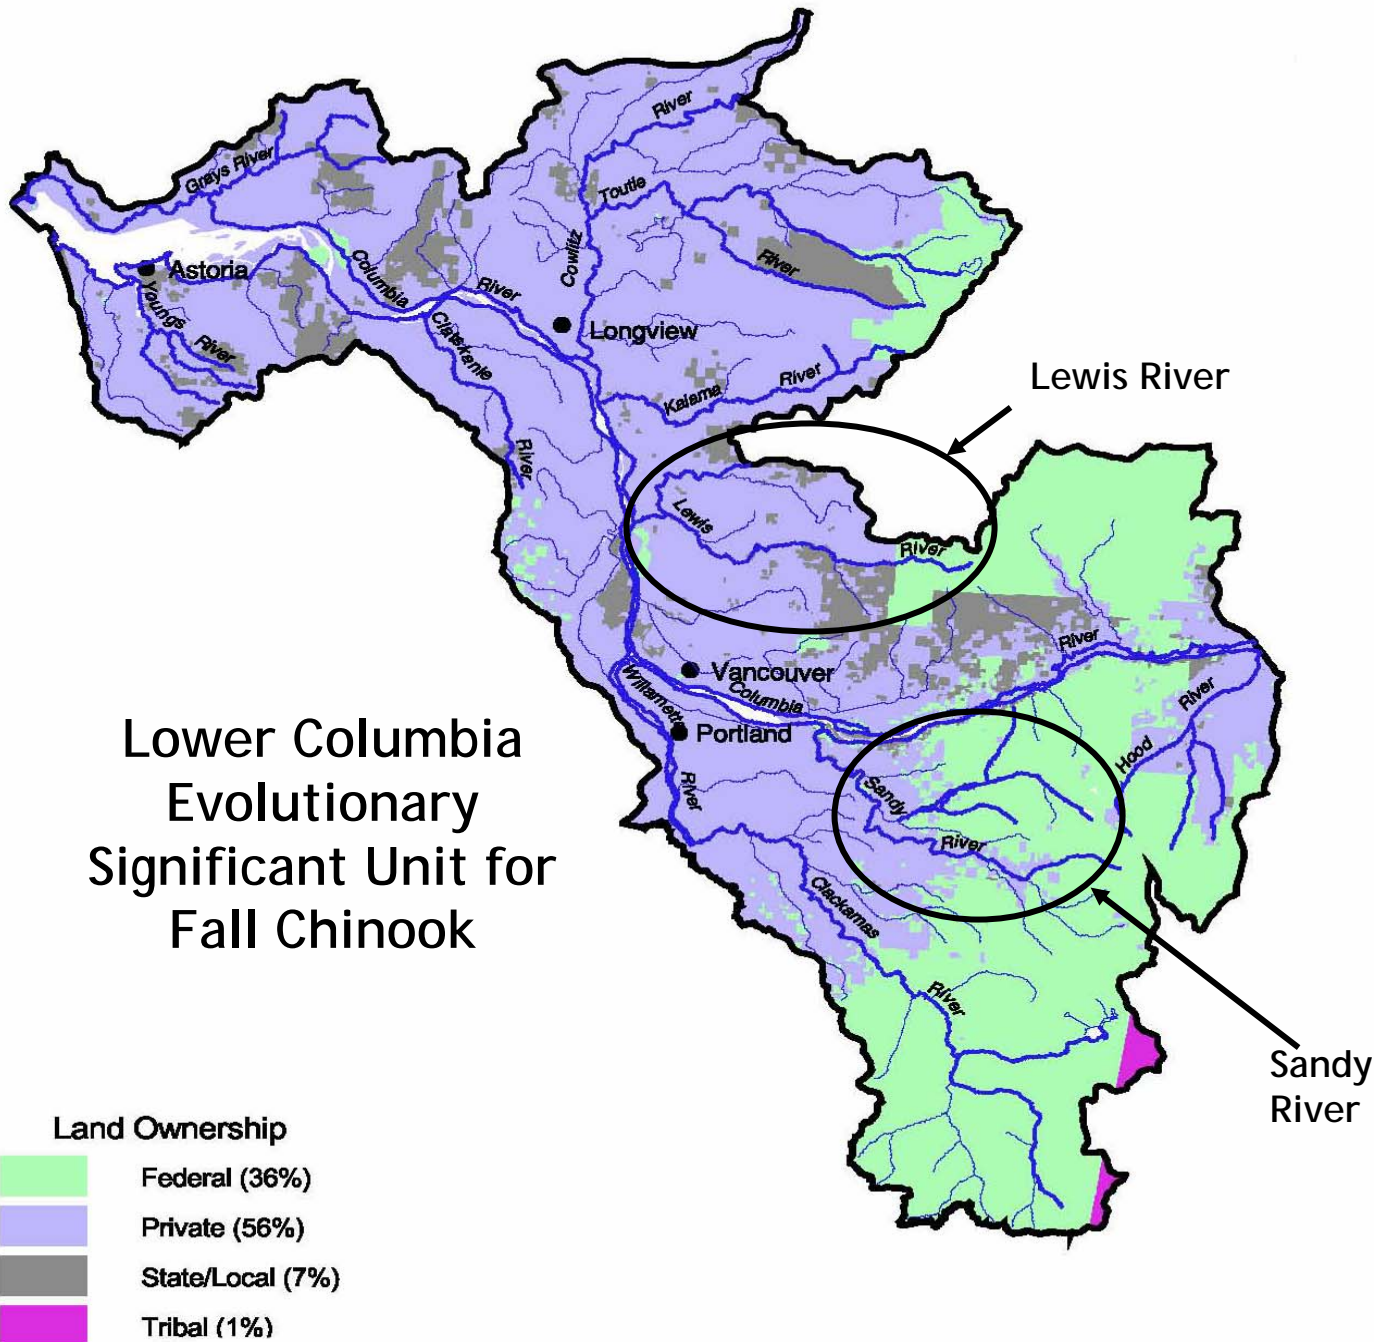 River
Grays River
Toutle
Cowlitz
River
Astoria
Columbia
River
Youngs
River
Clatskanie
River
Longview
Kalama
River
Lewis River
Lewis
River
River
Vancouver
Columbia
Willamette
River
Portland
River
Hood
Sandy
River
Clackamas
River
Lower Columbia
Evolutionary
Significant Unit for
Fall Chinook
Sandy
River
Land Ownership
Federal (36%)
Private (56%)
State/Local (7%)
Tribal (1%)